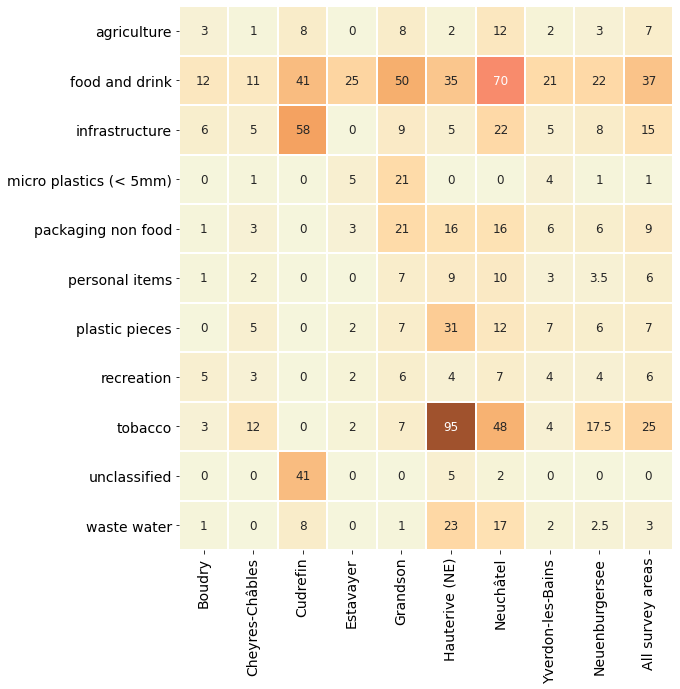 agriculture 3 1 8 0 8 2 12 2 3 7
food and drink 12 11 41 25 50 35 70 21 22 37
infrastructure 6 5 58 0 9 5 22 5 8 15
micro plastics (< 5mm) 0 1 0 5 21 0 0 4 1 1
packaging non food 1 3 0 3 21 16 16 6 6 9
personal items 1 2 0 0 7 9 10 3 3.5 6
plastic pieces 0 5 0 2 7 31 12 7 6 7
recreation 5 3 0 2 6 4 7 4 4 6
tobacco 3 12 0 2 7 95 48 4 17.5 25
unclassified 0 0 41 0 0 5 2 0 0 0
waste water 1 0 8 0 1 23 17 2 2.5 3
Boudry
Cheyres-Châbles
Cudrefin
Estavayer
Grandson
Hauterive (NE)
Neuchâtel
Yverdon-les-Bains
Neuenburgersee
All survey areas